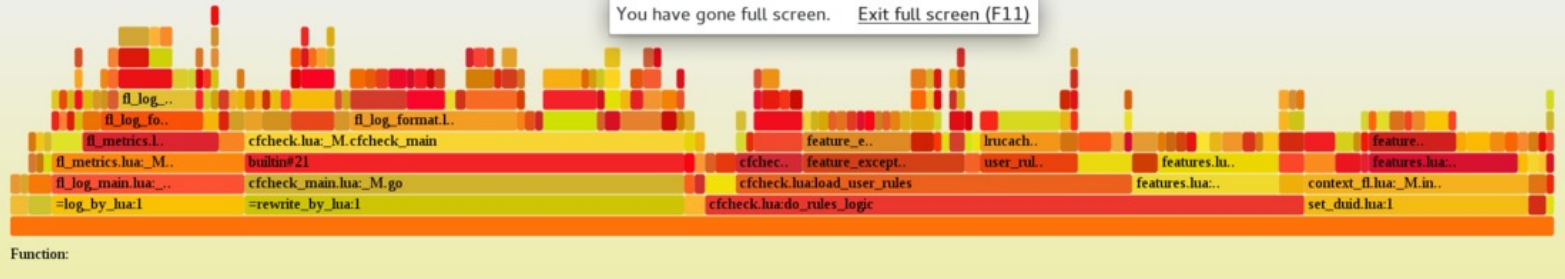 You have gone full screen. Exit full screen (F11)
fl_log_..
fl_log_fo.. fl_log_format.l..
fl_metrics.l.. cfcheck.lua:_M.cfcheck_main feature_e.. lrucach.. feature..
fl_metrics.lua:_M.. builtin#21 cfchec.. feature_except.. user_rul.. features.lu.. features.lua:..
fl_log_main.lua:_.. cfcheck_main.lua:_M.go cfcheck.lua:load_user_rules features.lua:.. context_fl.lua:_M.in..
=log_by_lua:1 =rewrite_by_lua:1 cfcheck.lua:do_rules_logic set_duid.lua:1
Function: